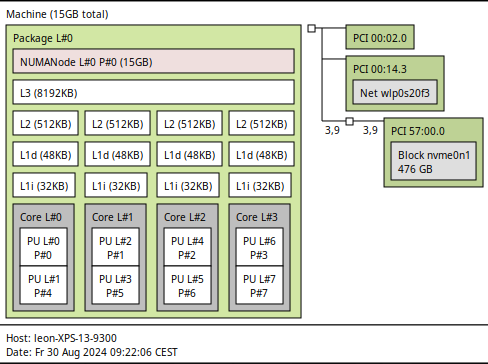 Machine (15GB total)
Package L#0
NUMANode L#0 P#0 (15GB)
L3 (8192KB)
L2 (512KB) L2 (512KB) L2 (512KB) L2 (512KB)
L1d (48KB) L1d (48KB) L1d (48KB) L1d (48KB)
L1i (32KB) L1i (32KB) L1i (32KB) L1i (32KB)
Core L#0 Core L#1 Core L#2 Core L#3
PU L#0 PU L#2 PU L#4 PU L#6
P#0 P#1 P#2 P#3
PU L#1 PU L#3 PU L#5 PU L#7
P#4 P#5 P#6 P#7
PCI 00:02.0
PCI 00:14.3
Net wlp0s20f3
3,9 3,9 PCI 57:00.0
Block nvme0n1
476 GB
Host: leon-XPS-13-9300
Date: Fr 30 Aug 2024 09:22:06 CEST